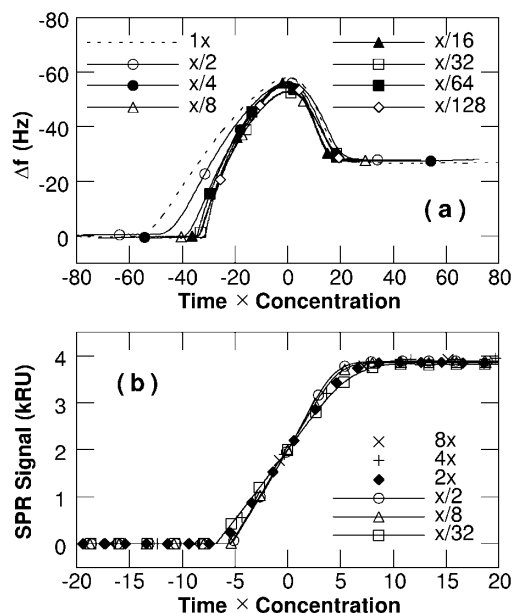 -80
-60
-40
-20
0
Δf (Hz)
1x
x/2
x/4
x/8
x/16
x/32
x/64
x/128
(a)
-80 -60 -40 -20 0 20 40 60 80
Time × Concentration
4
3
2
1
0
SPR Signal (kRU)
(b)
8x
4x
2x
x/2
x/8
x/32
-20 -15 -10 -5 0 5 10 15 20
Time × Concentration